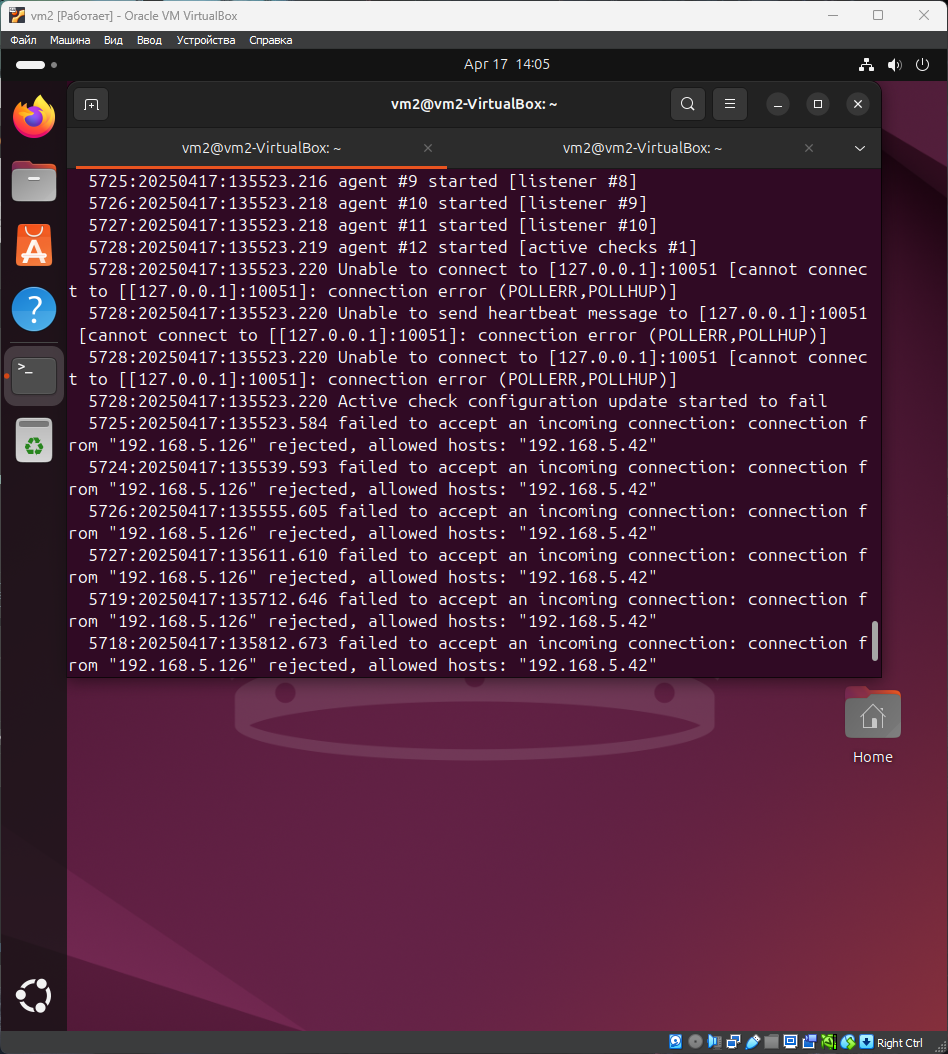 vm2 [Работает] - Oracle VM VirtualBox
Файл Машина Вид Ввод Устройства Справка
Apr 17 14:05
vm2@vm2-VirtualBox: ~
vm2@vm2-VirtualBox: ~
vm2@vm2-VirtualBox: ~
5725:20250417:135523.216 agent #9 started [listener #8]
5726:20250417:135523.218 agent #10 started [listener #9]
5727:20250417:135523.218 agent #11 started [listener #10]
5728:20250417:135523.219 agent #12 started [active checks #1]
5728:20250417:135523.220 Unable to connect to [127.0.0.1]:10051 [cannot connec
t to [[127.0.0.1]:10051]: connection error (POLLERR,POLLHUP)]
5728:20250417:135523.220 Unable to send heartbeat message to [127.0.0.1]:10051
[cannot connect to [[127.0.0.1]:10051]: connection error (POLLERR,POLLHUP)]
5728:20250417:135523.220 Unable to connect to [127.0.0.1]:10051 [cannot connec
t to [[127.0.0.1]:10051]: connection error (POLLERR,POLLHUP)]
5728:20250417:135523.220 Active check configuration update started to fail
5725:20250417:135523.584 failed to accept an incoming connection: connection f
rom "192.168.5.126" rejected, allowed hosts: "192.168.5.42"
5724:20250417:135539.593 failed to accept an incoming connection: connection f
rom "192.168.5.126" rejected, allowed hosts: "192.168.5.42"
5726:20250417:135555.605 failed to accept an incoming connection: connection f
rom "192.168.5.126" rejected, allowed hosts: "192.168.5.42"
5727:20250417:135611.610 failed to accept an incoming connection: connection f
rom "192.168.5.126" rejected, allowed hosts: "192.168.5.42"
5719:20250417:135712.646 failed to accept an incoming connection: connection f
rom "192.168.5.126" rejected, allowed hosts: "192.168.5.42"
5718:20250417:135812.673 failed to accept an incoming connection: connection f
rom "192.168.5.126" rejected, allowed hosts: "192.168.5.42"
Home
Right Ctrl